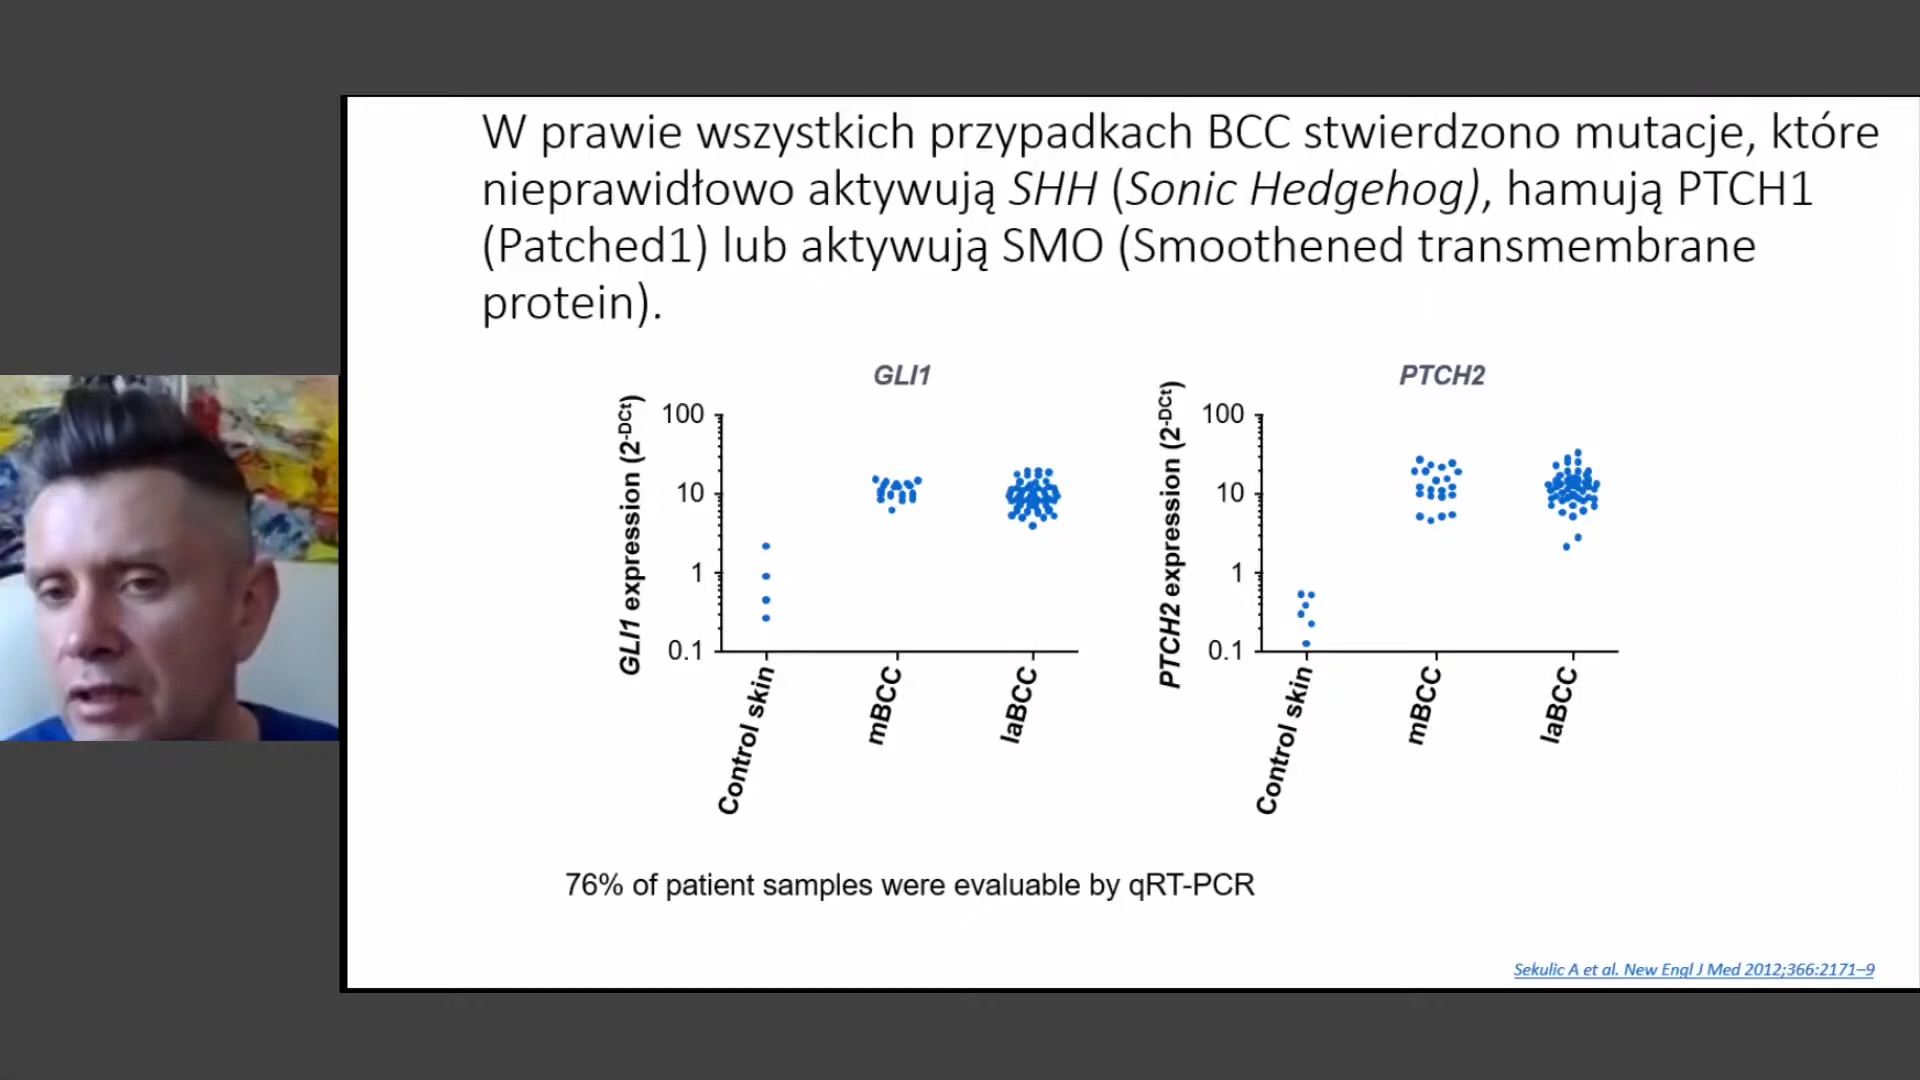 W prawie wszystkich przypadkach BCC stwierdzono mutacje, które
nieprawidłowo aktywują SHH (Sonic Hedgehog), hamują PTCH1
(Patched1) lub aktywują SMO (Smoothened transmembrane
protein).
GLI1
GLI1 expression (2-DCt)
100
10
1
0.1
Control skin
mBCC
laBCC
PTCH2
PTCH2 expression (2-DCt)
100
10
1
0.1
Control skin
mBCC
laBCC
76% of patient samples were evaluable by qRT-PCR
Sekulic A et al. New Engl J Med 2012;366:2171–9